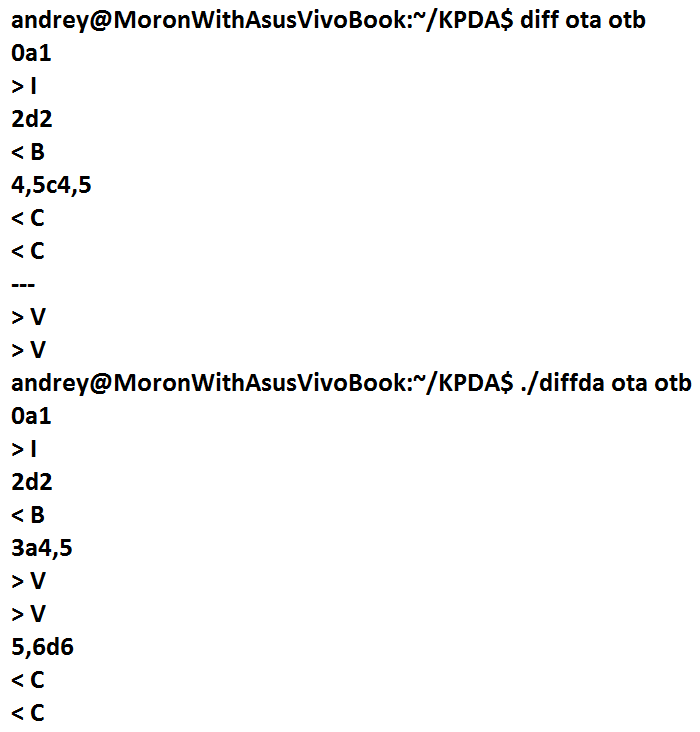 andrey@MoronWithAsusVivoBook:~/KPDA$ diff ota otb
0a1
> I
2d2
< B
4,5c4,5
< C
< C
---
> V
> V
andrey@MoronWithAsusVivoBook:~/KPDA$ ./diffda ota otb
0a1
> I
2d2
< B
3a4,5
> V
> V
5,6d6
< C
< C